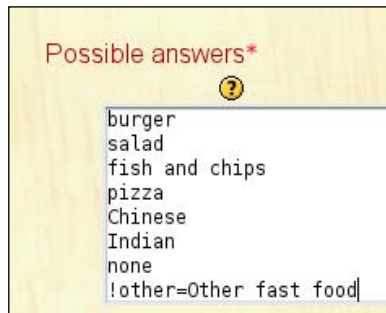 Possible answers*
?
burger
salad
fish and chips
pizza
Chinese
Indian
none
!other=Other fast food